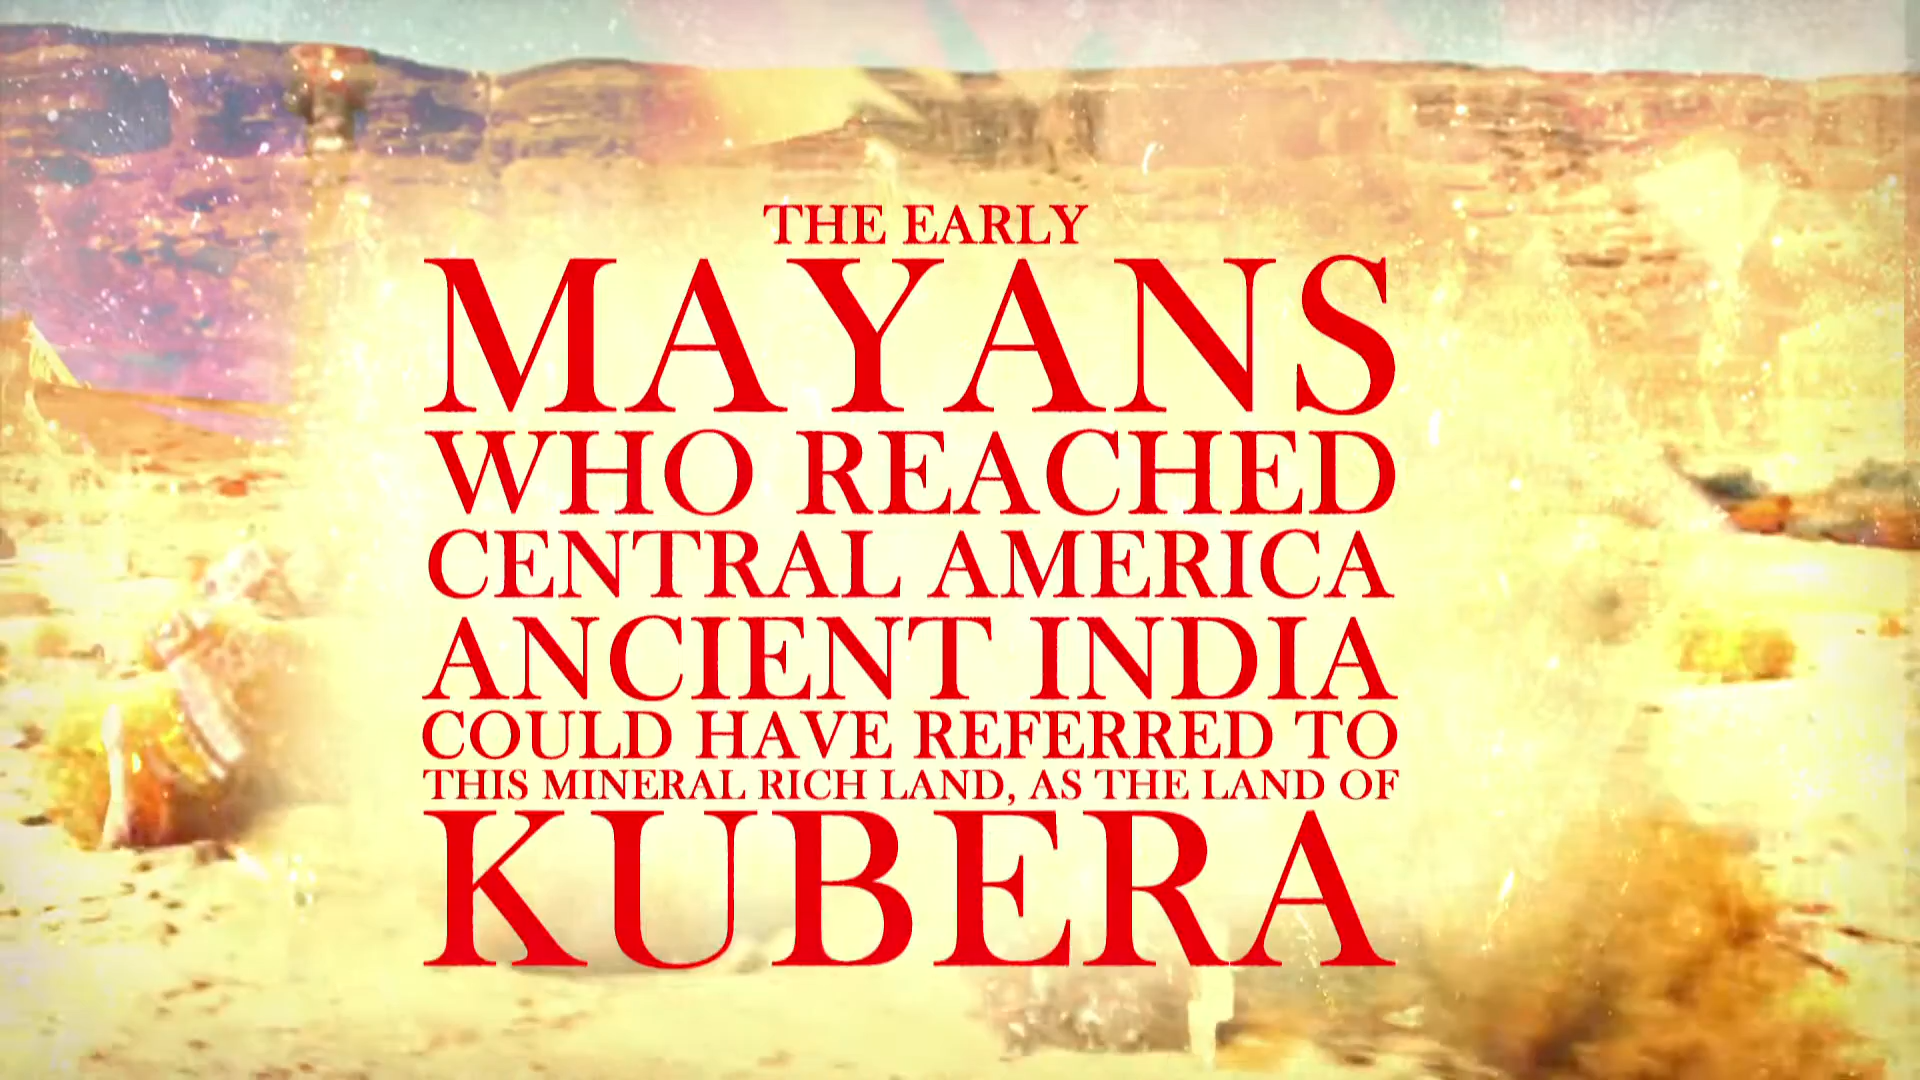 THE EARLY
MAYANS
WHO REACHED
CENTRAL AMERICA
ANCIENT INDIA
COULD HAVE REFERRED TO
THIS MINERAL RICH LAND, AS THE LAND OF
KUBERA